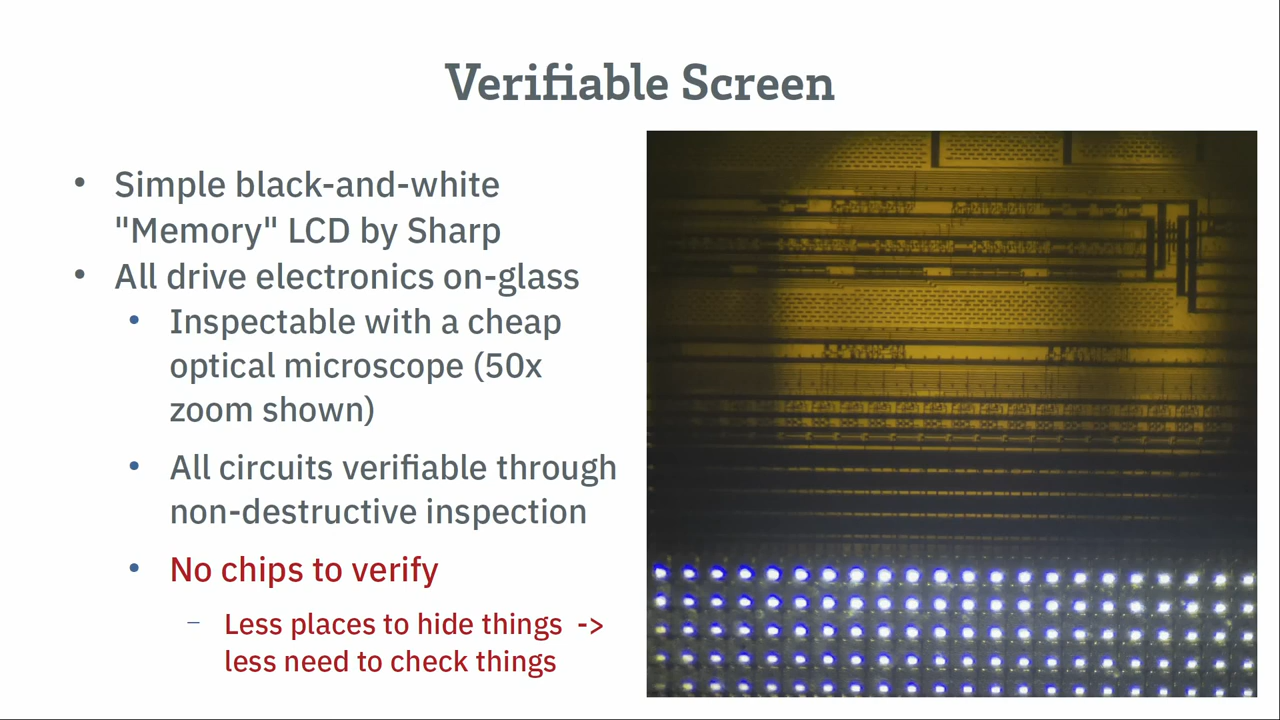 Verifiable Screen
• Simple black-and-white
"Memory" LCD by Sharp
• All drive electronics on-glass
• Inspectable with a cheap
optical microscope (50x
zoom shown)
• All circuits verifiable through
non-destructive inspection
• No chips to verify
– Less places to hide things ->
less need to check things